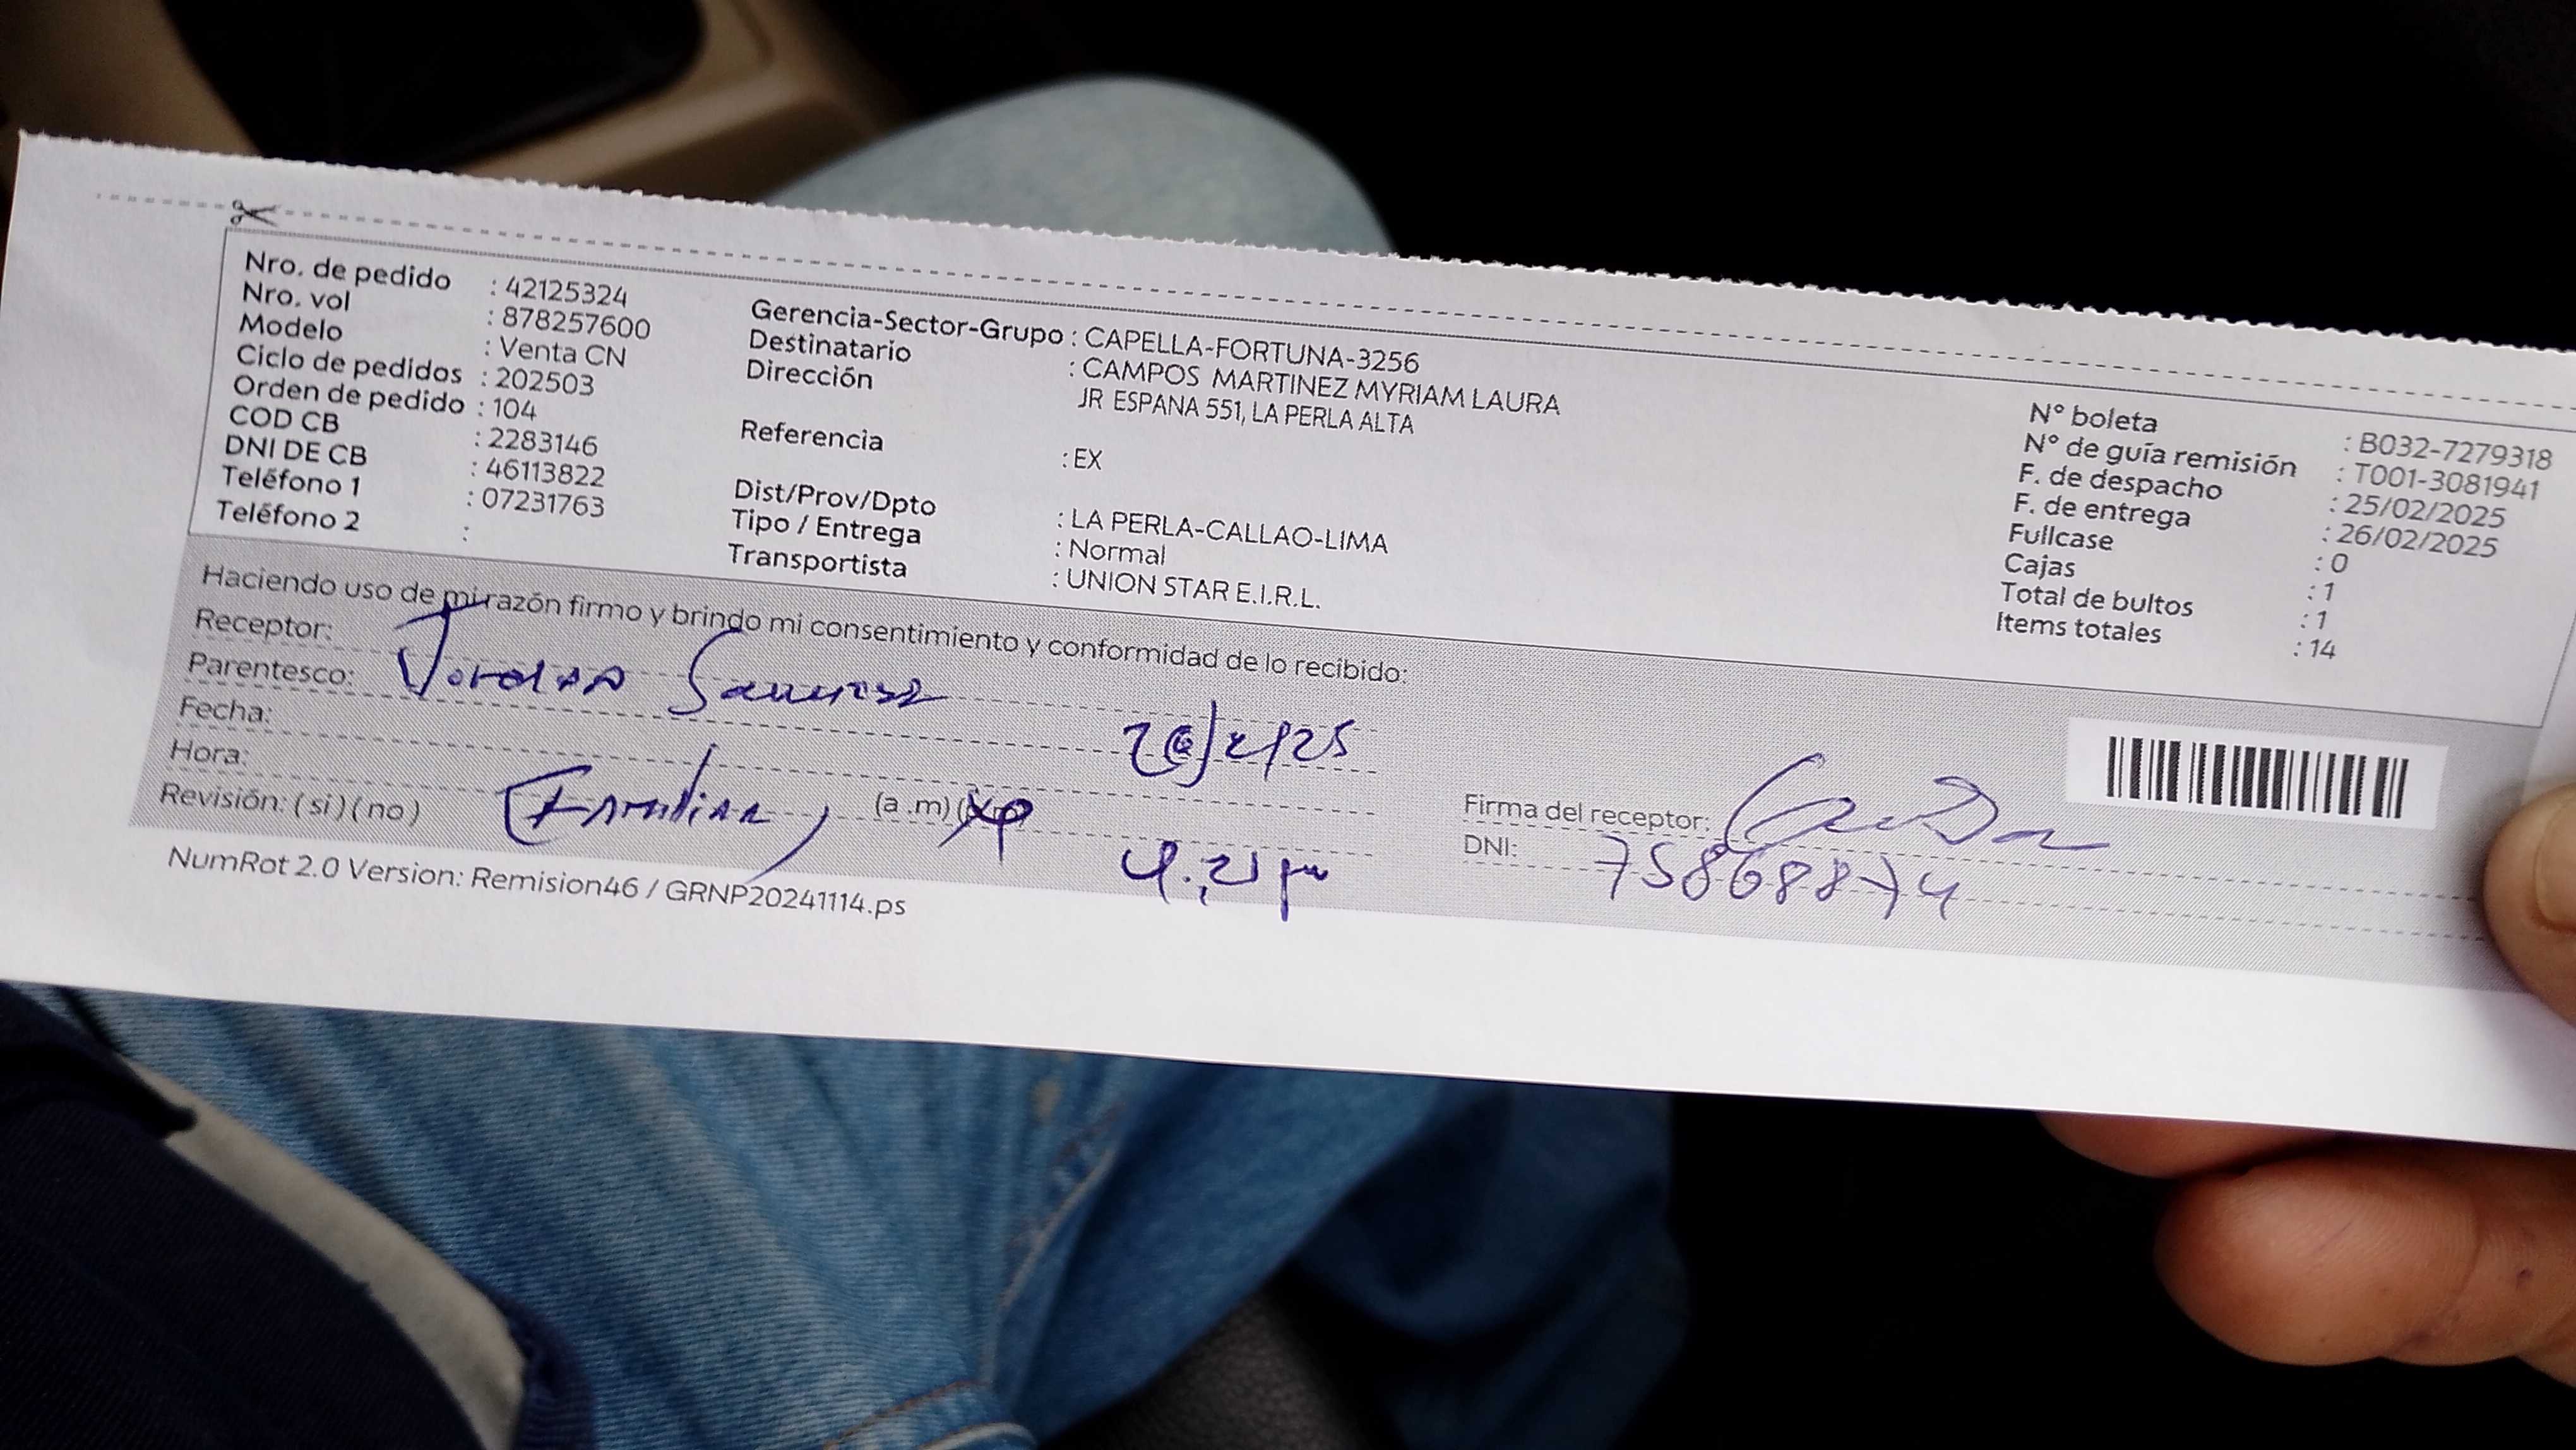 Nro. de pedido : 42125324
Nro. vol : 878257600
Modelo : Venta CN
Ciclo de pedidos : 202503
Orden de pedido : 104
COD CB : 2283146
DNI DE CB : 46113822
Teléfono 1 : 07231763
Teléfono 2 :
Gerencia-Sector-Grupo : CAPELLA-FORTUNA-3256
Destinatario : CAMPOS MARTINEZ MYRIAM LAURA
Dirección : JR ESPANA 551, LA PERLA ALTA
Referencia : EX
Dist/Prov/Dpto : LA PERLA-CALLAO-LIMA
Tipo / Entrega : Normal
Transportista : UNION STAR E.I.R.L.
N° boleta : B032-7279318
N° de guía remisión : T001-3081941
F. de despacho : 25/02/2025
F. de entrega : 26/02/2025
Fullcase : 0
Cajas : 1
Total de bultos : 1
Items totales : 14
Haciendo uso de mi razón firmo y brindo mi consentimiento y conformidad de lo recibido:
Receptor:
Parentesco:
Fecha: 26/2/25
Hora: (a.m)
Revisión: (si) (no) (Familiar) 4:21 pm
Firma del receptor:
DNI: 75868874
NumRot 2.0 Version: Remision46 / GRNP20241114.ps